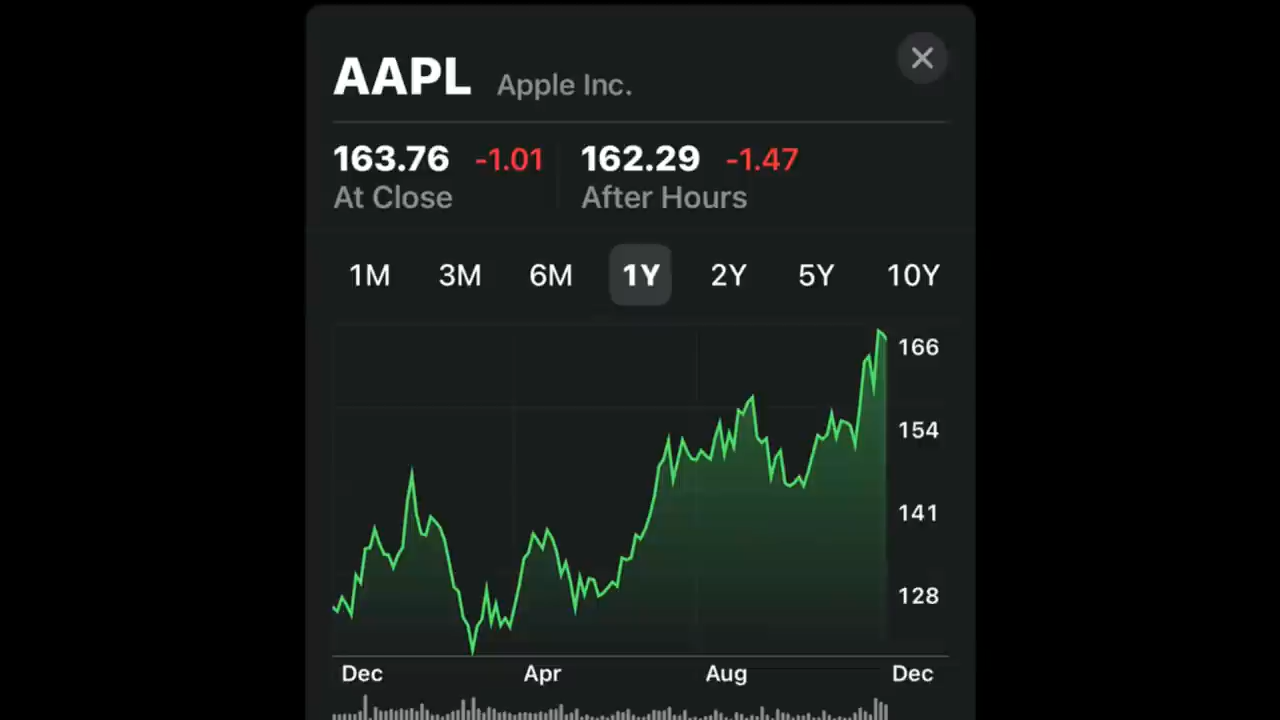 AAPL Apple Inc.
163.76 -1.01 162.29 -1.47
At Close After Hours
1M 3M 6M 1Y 2Y 5Y 10Y
166
154
141
128
Dec Apr Aug Dec